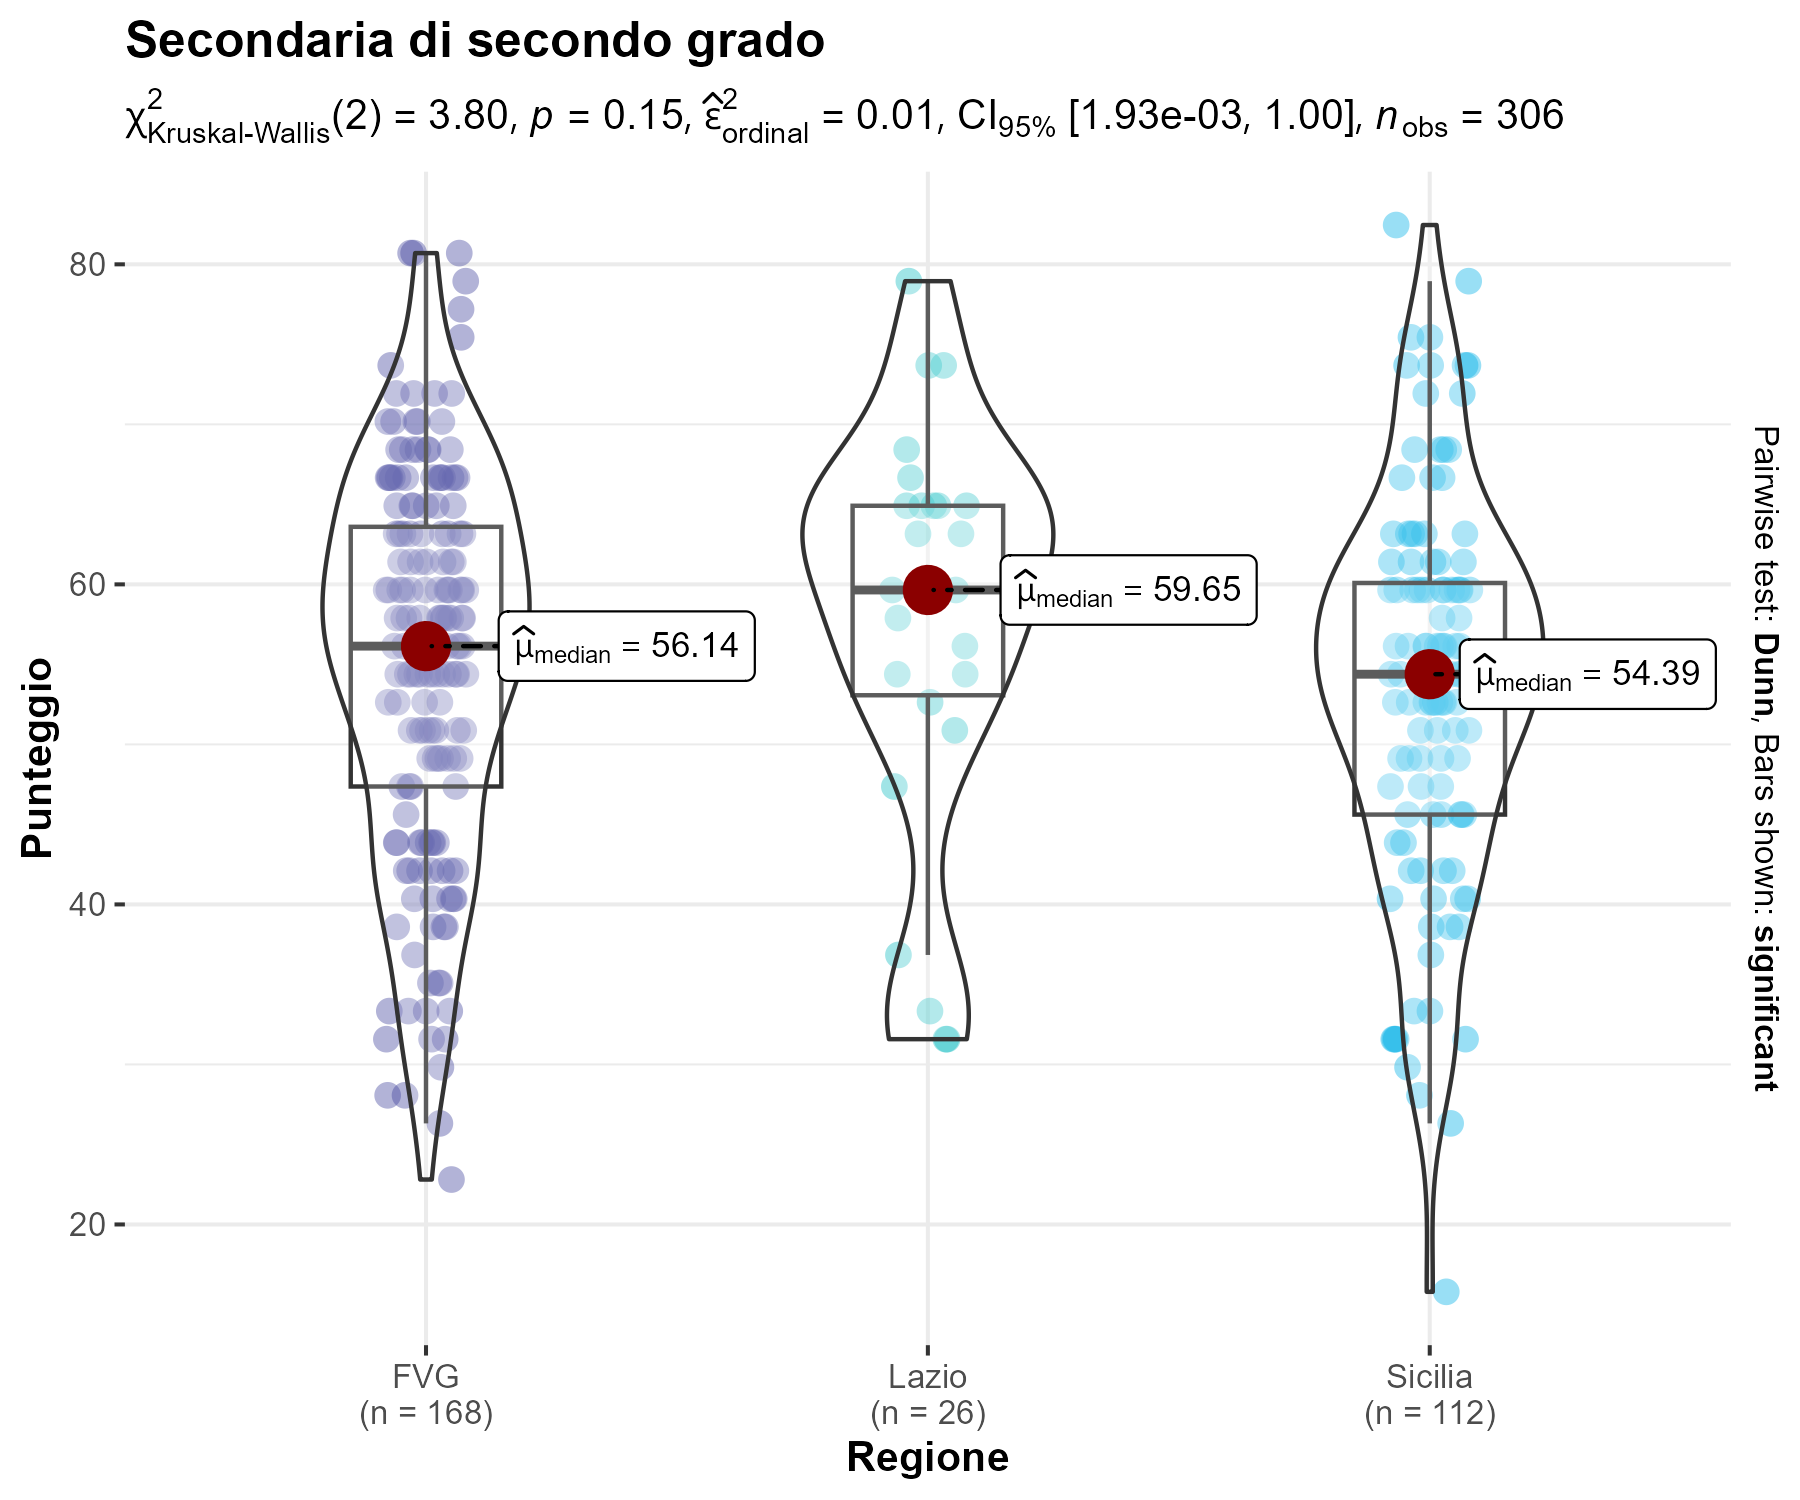 Secondaria di secondo grado
χ²Kruskal-Wallis(2) = 3.80, p = 0.15, ε̂²ordinal = 0.01, CI95% [1.93e-03, 1.00], nobs = 306
Punteggio
80
60
40
20
μ̂median = 56.14
μ̂median = 59.65
μ̂median = 54.39
Pairwise test: Dunn, Bars shown: significant
FVG
(n = 168)
Lazio
(n = 26)
Sicilia
(n = 112)
Regione